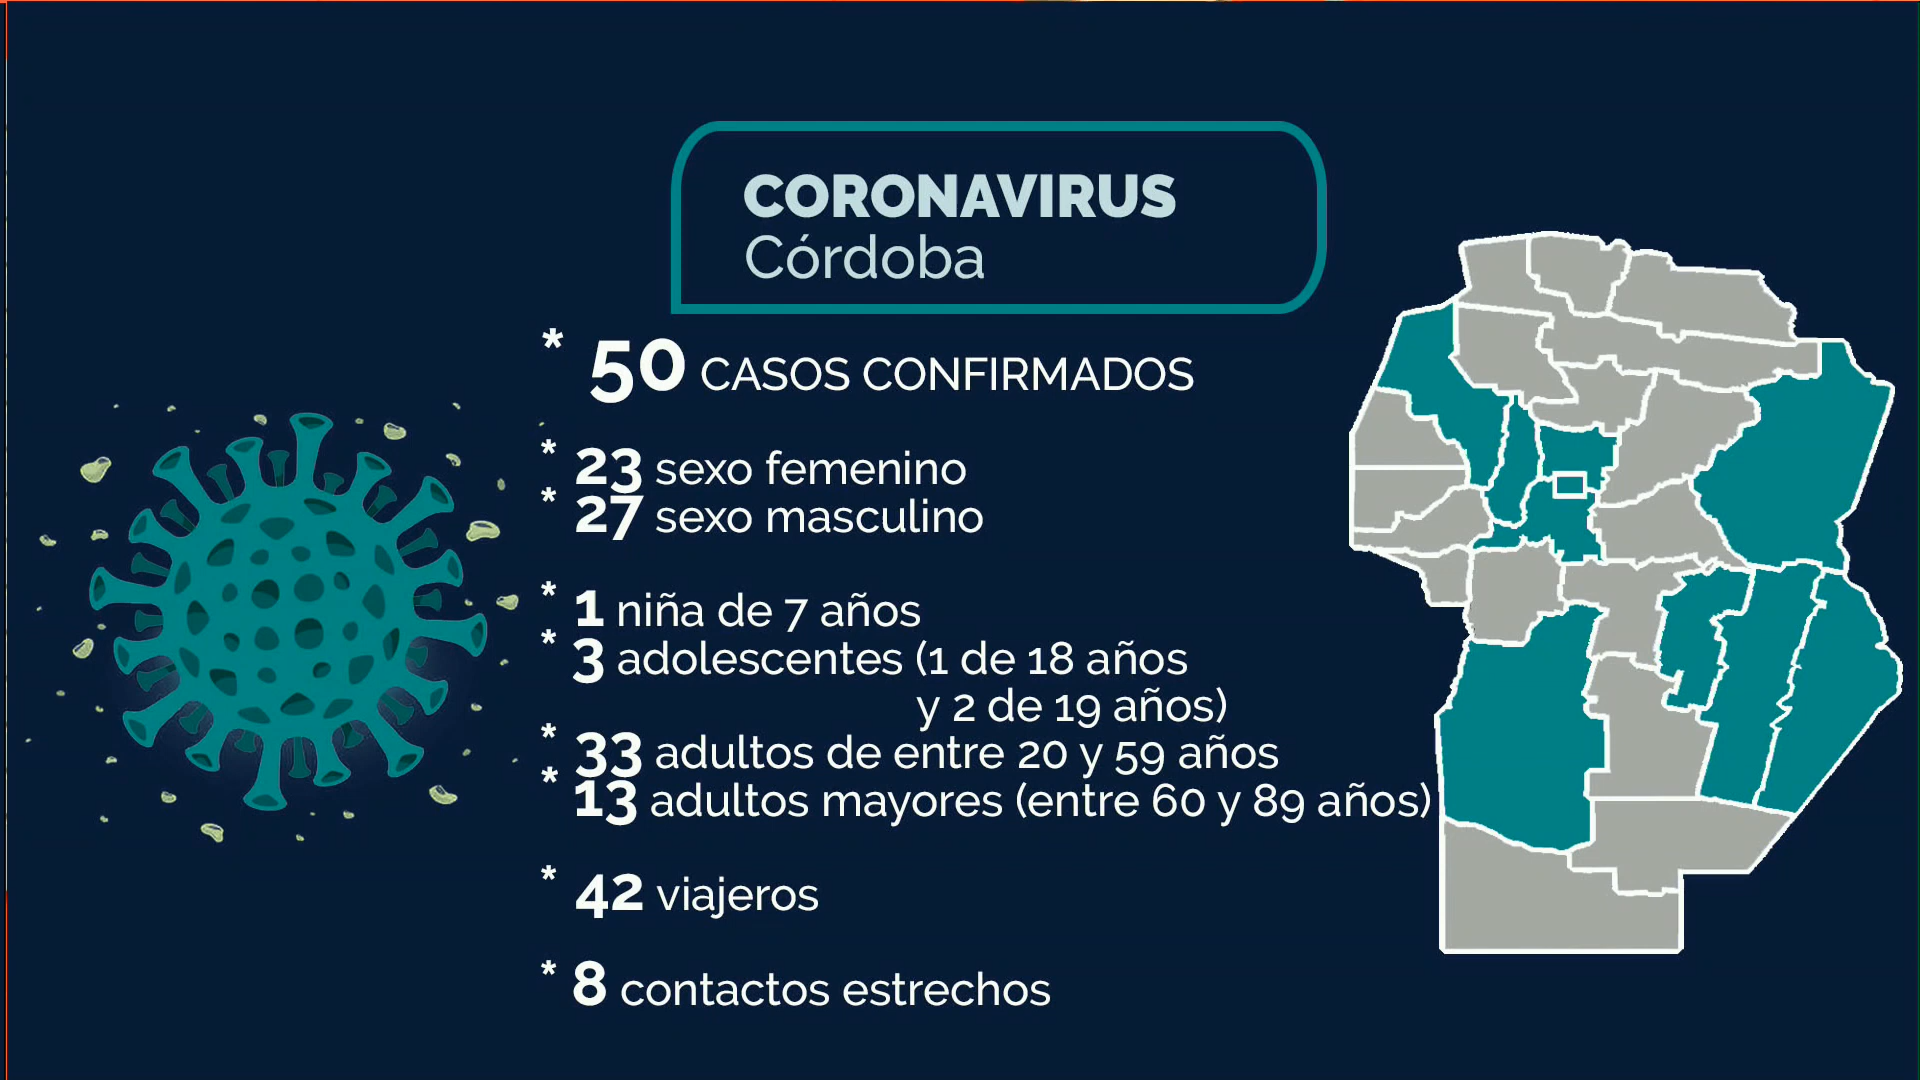 CORONAVIRUS
Córdoba
* 50 CASOS CONFIRMADOS
* 23 sexo femenino
* 27 sexo masculino
* 1 niña de 7 años
* 3 adolescentes (1 de 18 años
y 2 de 19 años)
* 33 adultos de entre 20 y 59 años
* 13 adultos mayores (entre 60 y 89 años)
* 42 viajeros
* 8 contactos estrechos